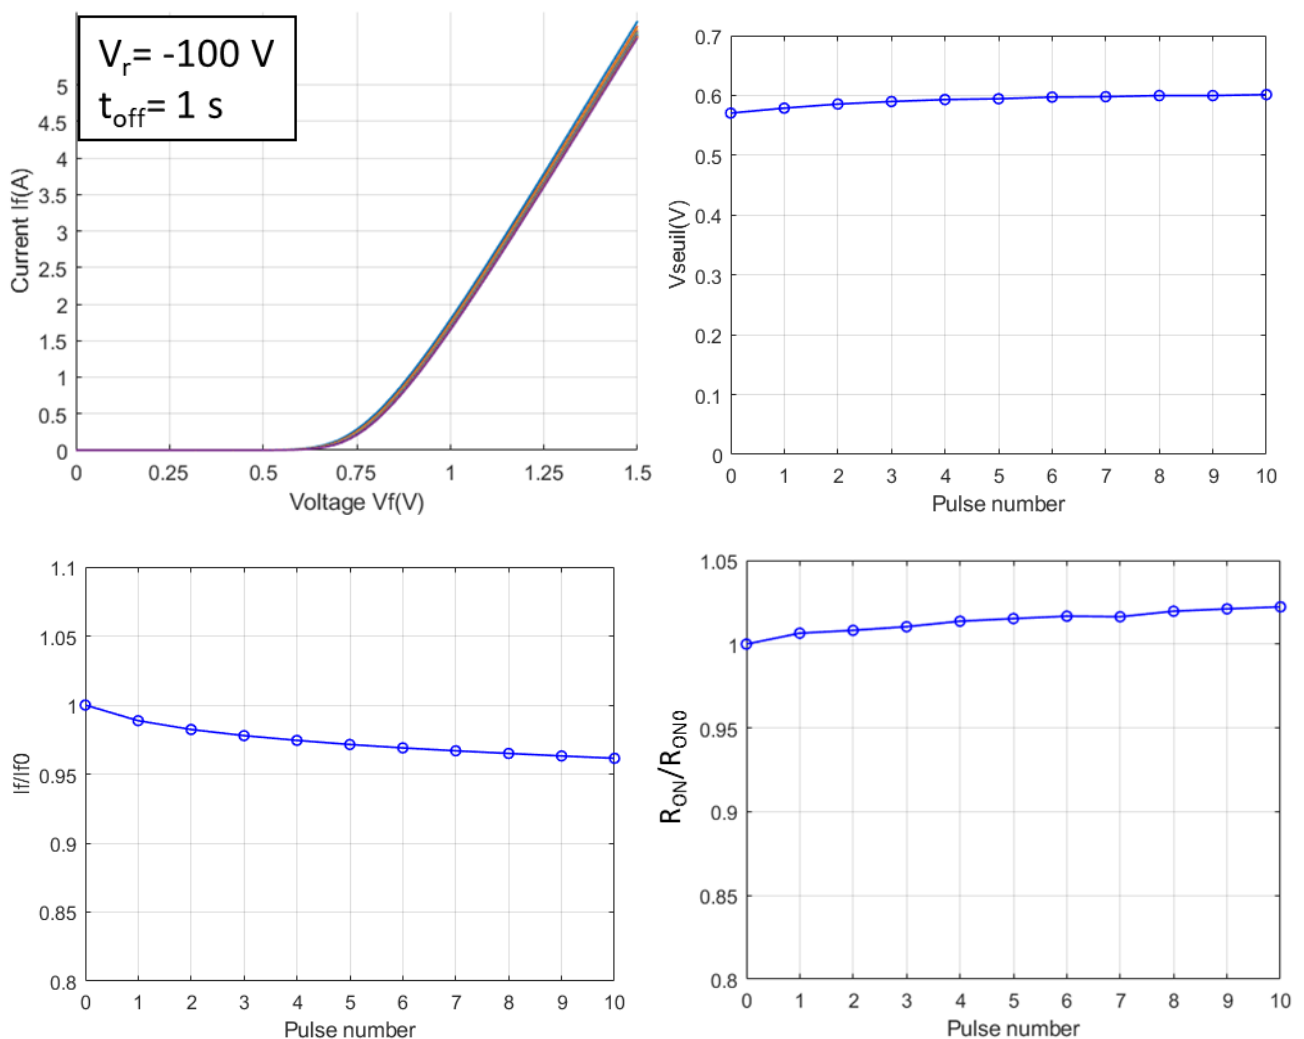 V_r= -100 V
t_off= 1 s
Current If(A)
5
4.5
4
3.5
3
2.5
2
1.5
1
0.5
0
0 0.25 0.5 0.75 1 1.25 1.5
Voltage Vf(V)
Vseuil(V)
0.7
0.6
0.5
0.4
0.3
0.2
0.1
0
0 1 2 3 4 5 6 7 8 9 10
Pulse number
If/If0
1.1
1.05
1
0.95
0.9
0.85
0.8
0 1 2 3 4 5 6 7 8 9 10
Pulse number
R_ON/R_ON0
1.05
1
0.95
0.9
0.85
0.8
0 1 2 3 4 5 6 7 8 9 10
Pulse number